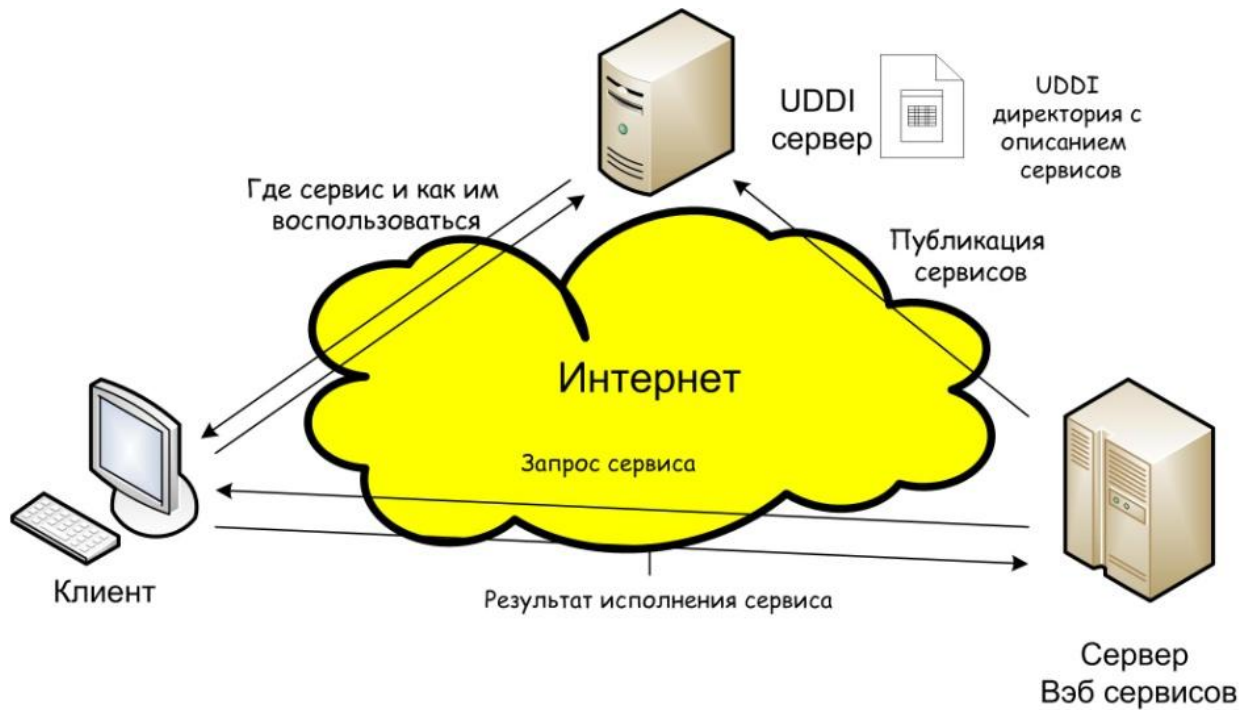 UDDI
сервер
UDDI
директория с
описанием
сервисов
Где сервис и как им
воспользоваться
Публикация
сервисов
Интернет
Запрос сервиса
Клиент
Результат исполнения сервиса
Сервер
Вэб сервисов